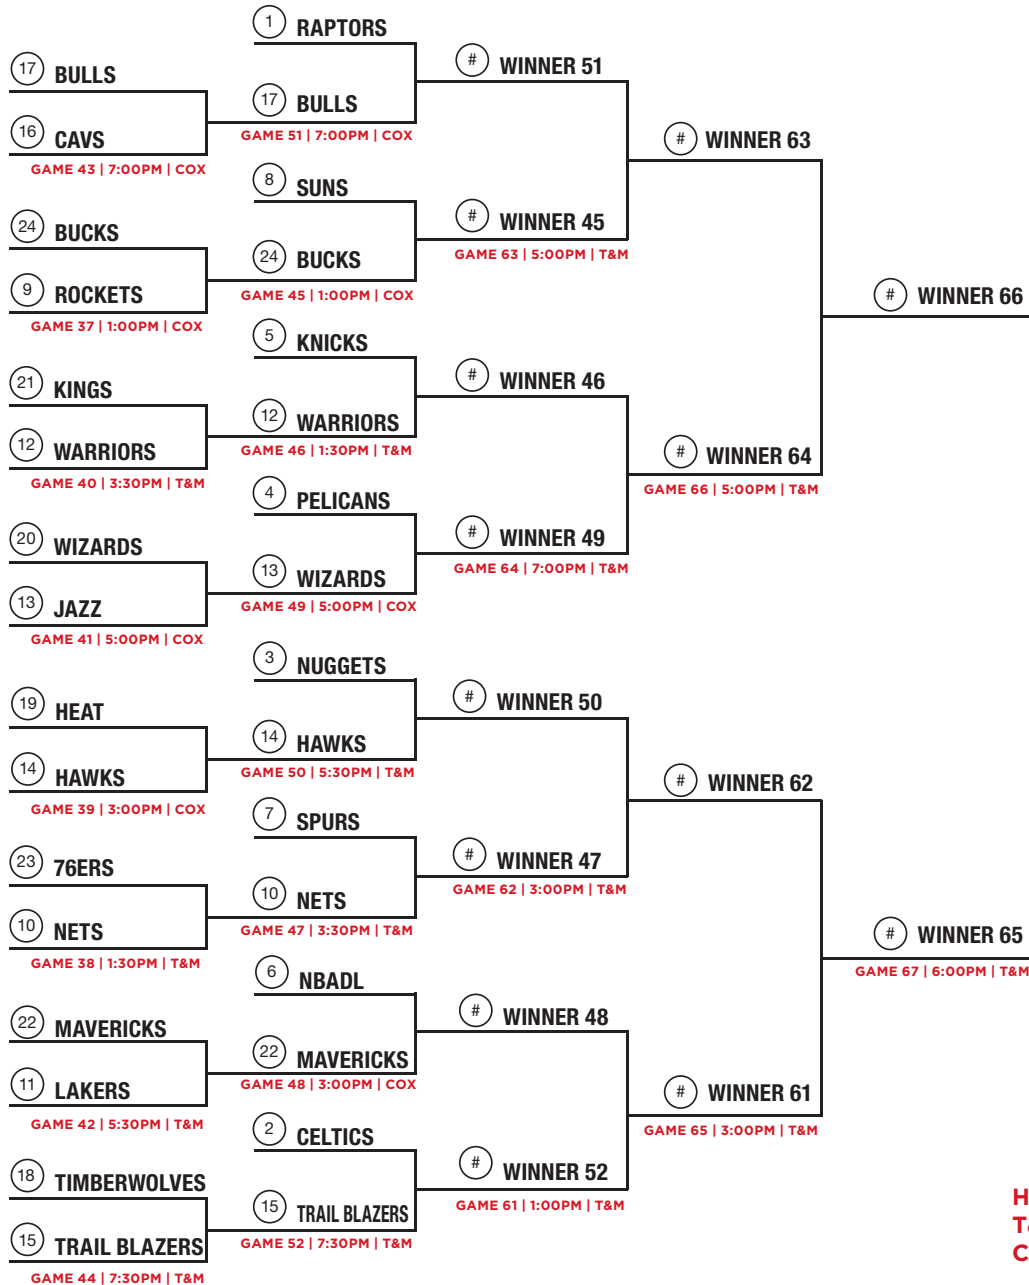 17 BULLS
16 CAVS
GAME 43 | 7:00PM | COX
24 BUCKS
9 ROCKETS
GAME 37 | 1:00PM | COX
21 KINGS
12 WARRIORS
GAME 40 | 3:30PM | T&M
20 WIZARDS
13 JAZZ
GAME 41 | 5:00PM | COX
19 HEAT
14 HAWKS
GAME 39 | 3:00PM | COX
23 76ERS
10 NETS
GAME 38 | 1:30PM | T&M
22 MAVERICKS
11 LAKERS
GAME 42 | 5:30PM | T&M
18 TIMBERWOLVES
15 TRAIL BLAZERS
GAME 44 | 7:30PM | T&M
1 RAPTORS
17 BULLS
GAME 51 | 7:00PM | COX
8 SUNS
24 BUCKS
GAME 45 | 1:00PM | COX
5 KNICKS
12 WARRIORS
GAME 46 | 1:30PM | T&M
4 PELICANS
13 WIZARDS
GAME 49 | 5:00PM | COX
3 NUGGETS
14 HAWKS
GAME 50 | 5:30PM | T&M
7 SPURS
10 NETS
GAME 47 | 3:30PM | T&M
6 NBADL
22 MAVERICKS
GAME 48 | 3:00PM | COX
2 CELTICS
15 TRAIL BLAZERS
GAME 52 | 7:30PM | T&M
# WINNER 51
# WINNER 45
GAME 63 | 5:00PM | T&M
# WINNER 46
# WINNER 49
GAME 64 | 7:00PM | T&M
# WINNER 50
# WINNER 47
GAME 62 | 3:00PM | T&M
# WINNER 48
# WINNER 52
GAME 61 | 1:00PM | T&M
# WINNER 63
# WINNER 64
GAME 66 | 5:00PM | T&M
# WINNER 62
# WINNER 61
GAME 65 | 3:00PM | T&M
# WINNER 66
# WINNER 65
GAME 67 | 6:00PM | T&M